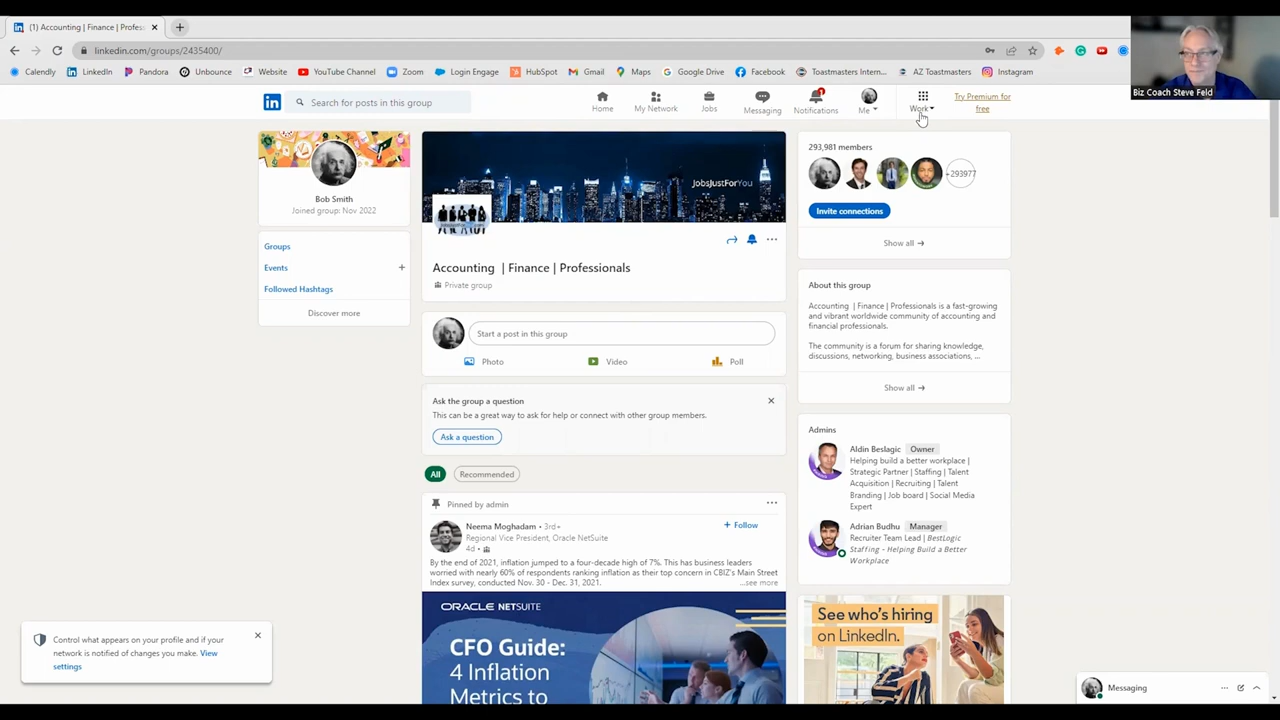 (1) Accounting | Finance | Profess
linkedin.com/groups/2435400/
Calendly
LinkedIn
Pandora
Unbounce
Website
YouTube Channel
Zoom
Login Engage
HubSpot
Gmail
Maps
Google Drive
Facebook
Toastmasters Intern...
AZ Toastmasters
Instagram
Biz Coach Steve Feld
in
Search for posts in this group
Home
My Network
Jobs
Messaging
Notifications
Me
Work
Try Premium for
free
Bob Smith
Joined group: Nov 2022
Groups
Events
+
Followed Hashtags
Discover more
JobsJustForYou
Accounting | Finance | Professionals
Private group
Start a post in this group
Photo
Video
Poll
Ask the group a question
This can be a great way to ask for help or connect with other group members.
Ask a question
All
Recommended
Pinned by admin
Neema Moghadam • 3rd+
Regional Vice President, Oracle NetSuite
4d •
+ Follow
By the end of 2021, inflation jumped to a four-decade high of 7%. This has business leaders
worried with nearly 60% of respondents ranking inflation as their top concern in CBIZ's Main Street
Index survey, conducted Nov. 30 - Dec. 31, 2021.
...see more
ORACLE NETSUITE
CFO Guide:
4 Inflation
Metrics to
293,981 members
+293977
Invite connections
Show all →
About this group
Accounting | Finance | Professionals is a fast-growing
and vibrant worldwide community of accounting and
financial professionals.
The community is a forum for sharing knowledge,
discussions, networking, business associations, ...
Show all →
Admins
Aldin Beslagic Owner
Helping build a better workplace |
Strategic Partner | Staffing | Talent
Acquisition | Recruiting | Talent
Branding | Job board | Social Media
Expert
Adrian Budhu Manager
Recruiter Team Lead | BestLogic
Staffing - Helping Build a Better
Workplace
See who's hiring
on LinkedIn.
Control what appears on your profile and if your
network is notified of changes you make. View
settings
Messaging